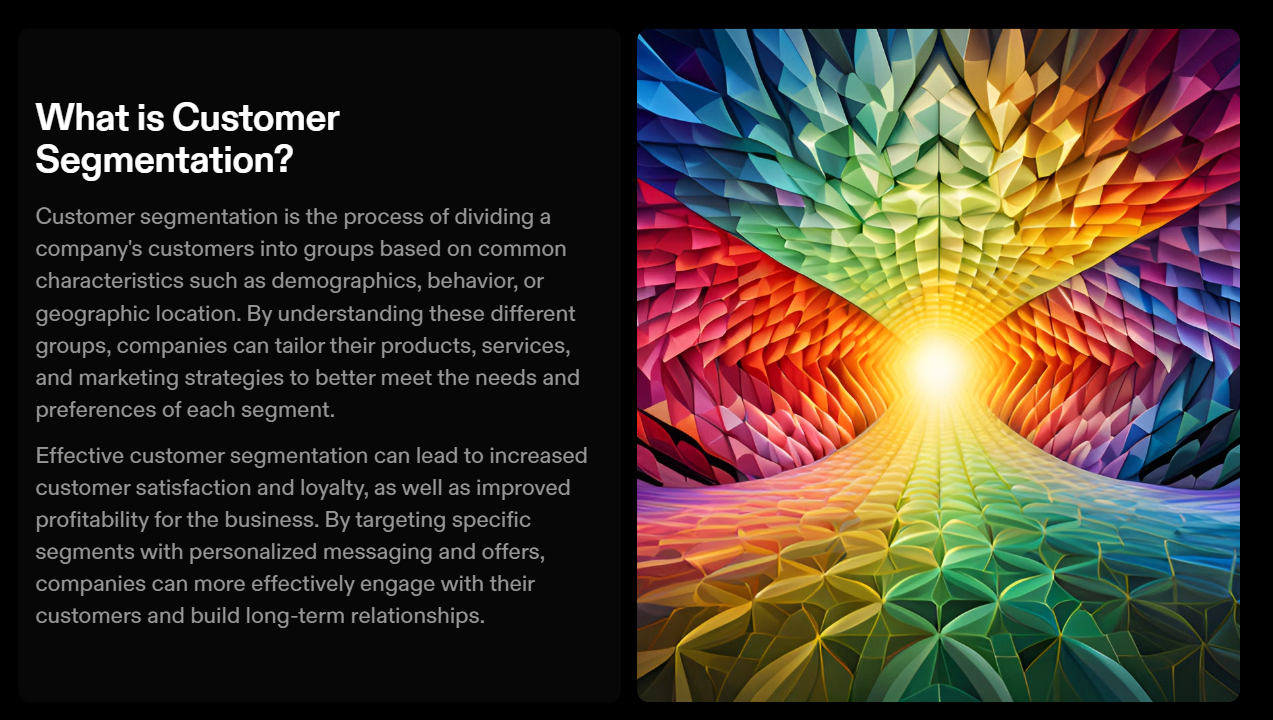 What is Customer
Segmentation?
Customer segmentation is the process of dividing a
company's customers into groups based on common
characteristics such as demographics, behavior, or
geographic location. By understanding these different
groups, companies can tailor their products, services,
and marketing strategies to better meet the needs and
preferences of each segment.
Effective customer segmentation can lead to increased
customer satisfaction and loyalty, as well as improved
profitability for the business. By targeting specific
segments with personalized messaging and offers,
companies can more effectively engage with their
customers and build long-term relationships.